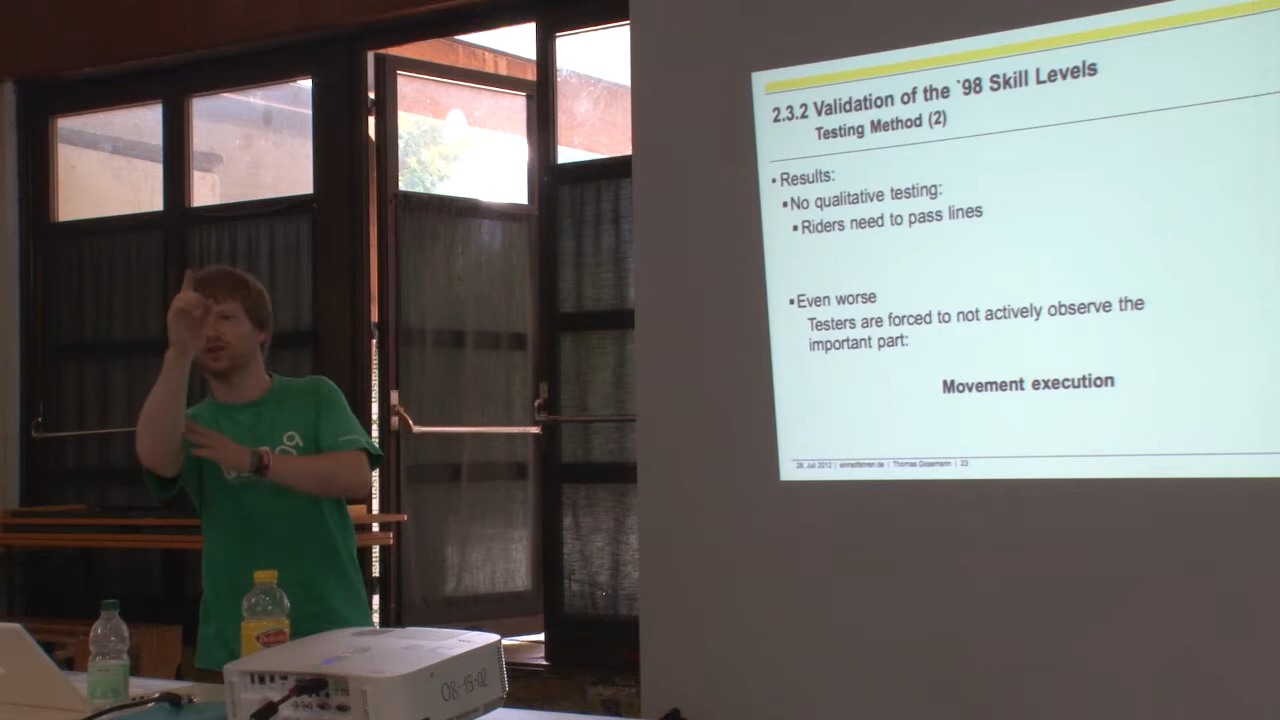 2.3.2 Validation of the `98 Skill Levels
Testing Method (2)
▪ Results:
▪ No qualitative testing:
▪ Riders need to pass lines
▪ Even worse
Testers are forced to not actively observe the
important part:
Movement execution
28. Juli 2012 | einradfahren.de | Thomas Gossmann | 23
08-15-02